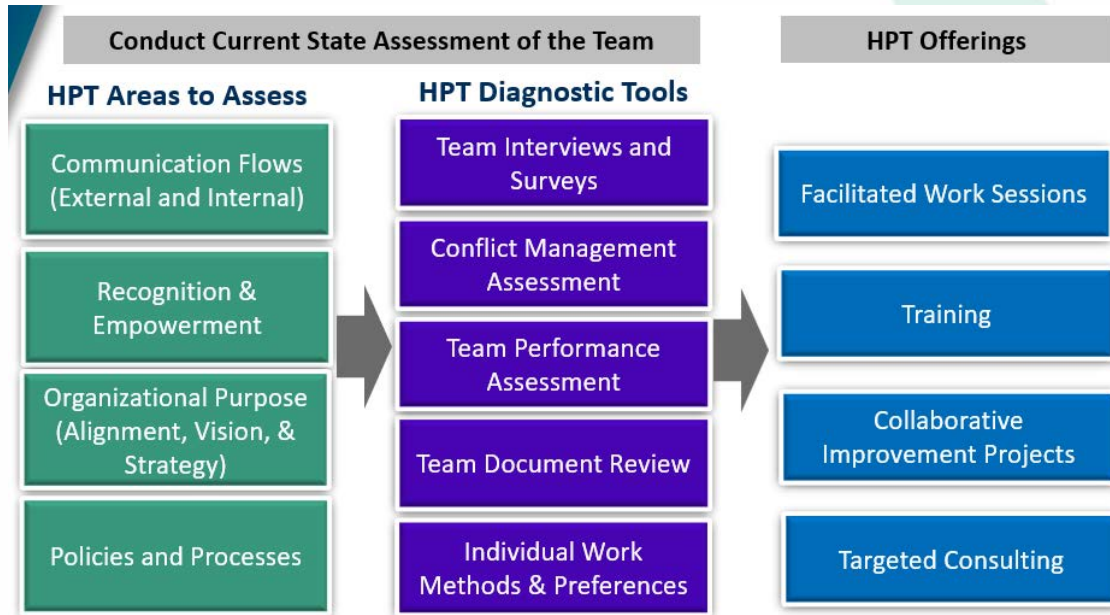 Conduct Current State Assessment of the Team
HPT Offerings
HPT Areas to Assess
HPT Diagnostic Tools
Communication Flows
(External and Internal)
Recognition &
Empowerment
Organizational Purpose
(Alignment, Vision, &
Strategy)
Policies and Processes
Team Interviews and
Surveys
Conflict Management
Assessment
Team Performance
Assessment
Team Document Review
Individual Work
Methods & Preferences
Facilitated Work Sessions
Training
Collaborative
Improvement Projects
Targeted Consulting